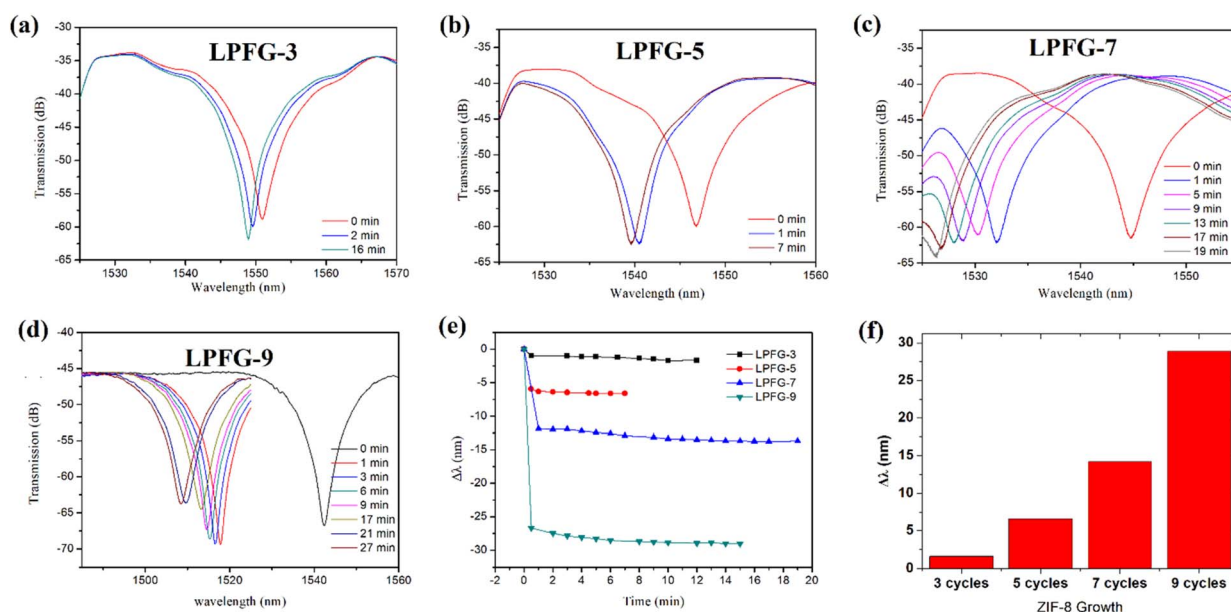 (a)
LPFG-3
-30
-35
-40
-45
-50
-55
-60
-65
Transmission (dB)
0 min
2 min
16 min
1530 1540 1550 1560 1570
Wavelength (nm)
(b)
LPFG-5
-35
-40
-45
-50
-55
-60
-65
Transmission (dB)
0 min
1 min
7 min
1530 1540 1550 1560
Wavelength (nm)
(c)
LPFG-7
-35
-40
-45
-50
-55
-60
-65
Transmission (dB)
0 min
1 min
5 min
9 min
13 min
17 min
19 min
1530 1540 1550
Wavelength (nm)
(d)
LPFG-9
-40
-45
-50
-55
-60
-65
-70
Transmission (dB)
0 min
1 min
3 min
6 min
9 min
17 min
21 min
27 min
1500 1520 1540 1560
wavelength (nm)
(e)
0
-5
-10
-15
-20
-25
-30
Δλ (nm)
LPFG-3
LPFG-5
LPFG-7
LPFG-9
-2 0 2 4 6 8 10 12 14 16 18 20
Time (min)
(f)
30
25
20
15
10
5
0
Δλ (nm)
3 cycles 5 cycles 7 cycles 9 cycles
ZIF-8 Growth